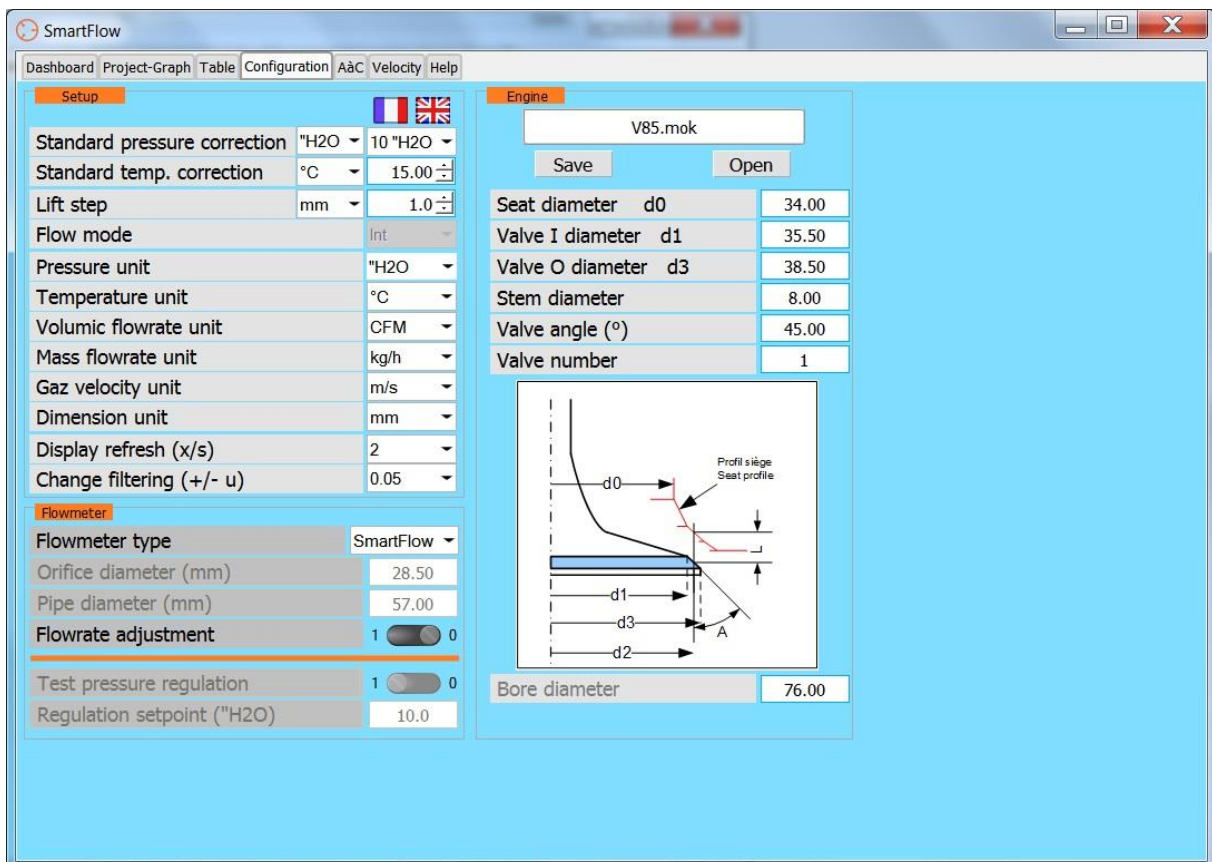 SmartFlow
Dashboard Project-Graph Table Configuration AàC Velocity Help
Setup
Standard pressure correction "H2O 10 "H2O
Standard temp. correction °C 15.00
Lift step mm 1.0
Flow mode Int
Pressure unit "H2O
Temperature unit °C
Volumic flowrate unit CFM
Mass flowrate unit kg/h
Gaz velocity unit m/s
Dimension unit mm
Display refresh (x/s) 2
Change filtering (+/- u) 0.05
Flowmeter
Flowmeter type SmartFlow
Orifice diameter (mm) 28.50
Pipe diameter (mm) 57.00
Flowrate adjustment 1 0
Test pressure regulation 1 0
Regulation setpoint ("H2O) 10.0
Engine
V85.mok
Save Open
Seat diameter d0 34.00
Valve I diameter d1 35.50
Valve O diameter d3 38.50
Stem diameter 8.00
Valve angle (º) 45.00
Valve number 1
Profil siège
Seat profile
d0
L
d1
d3
A
d2
Bore diameter 76.00